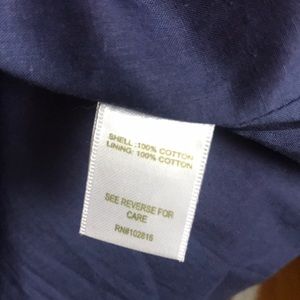 SHELL :100% COTTON
LINING: 100% COTTON
SEE REVERSE FOR
CARE
RN#102816